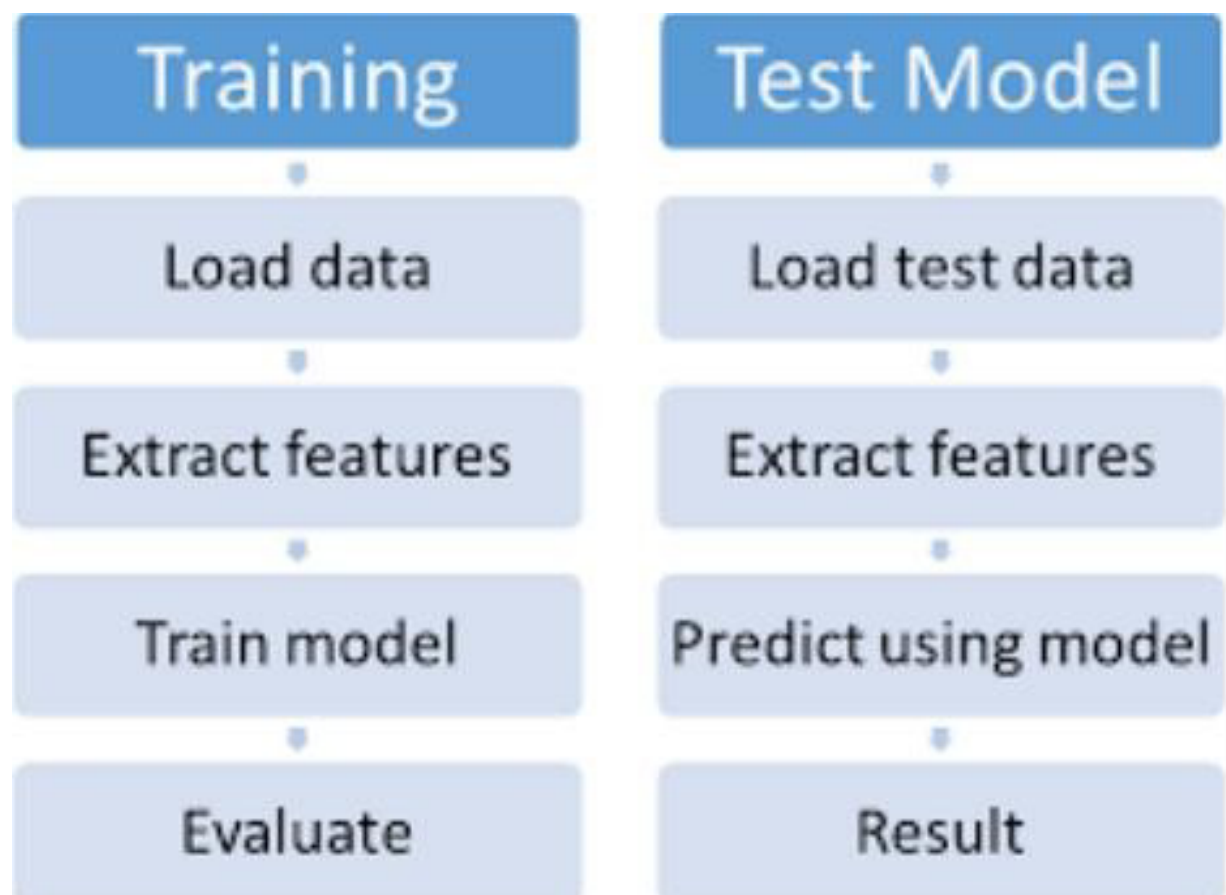 Training
Load data
Extract features
Train model
Evaluate
Test Model
Load test data
Extract features
Predict using model
Result